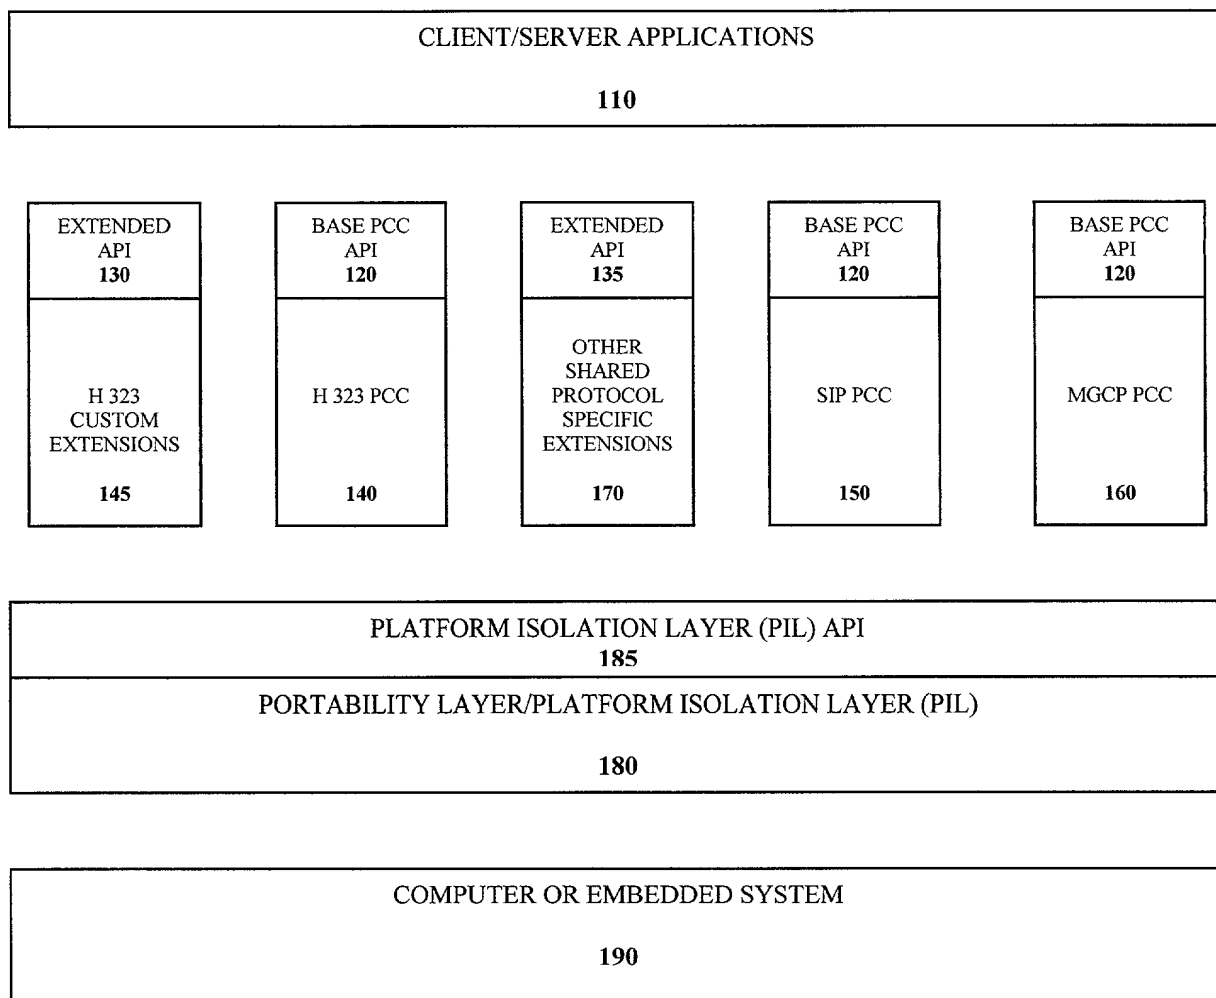 CLIENT/SERVER APPLICATIONS
110
EXTENDED
API
130
H 323
CUSTOM
EXTENSIONS
145
BASE PCC
API
120
H 323 PCC
140
EXTENDED
API
135
OTHER
SHARED
PROTOCOL
SPECIFIC
EXTENSIONS
170
BASE PCC
API
120
SIP PCC
150
BASE PCC
API
120
MGCP PCC
160
PLATFORM ISOLATION LAYER (PIL) API
185
PORTABILITY LAYER/PLATFORM ISOLATION LAYER (PIL)
180
COMPUTER OR EMBEDDED SYSTEM
190